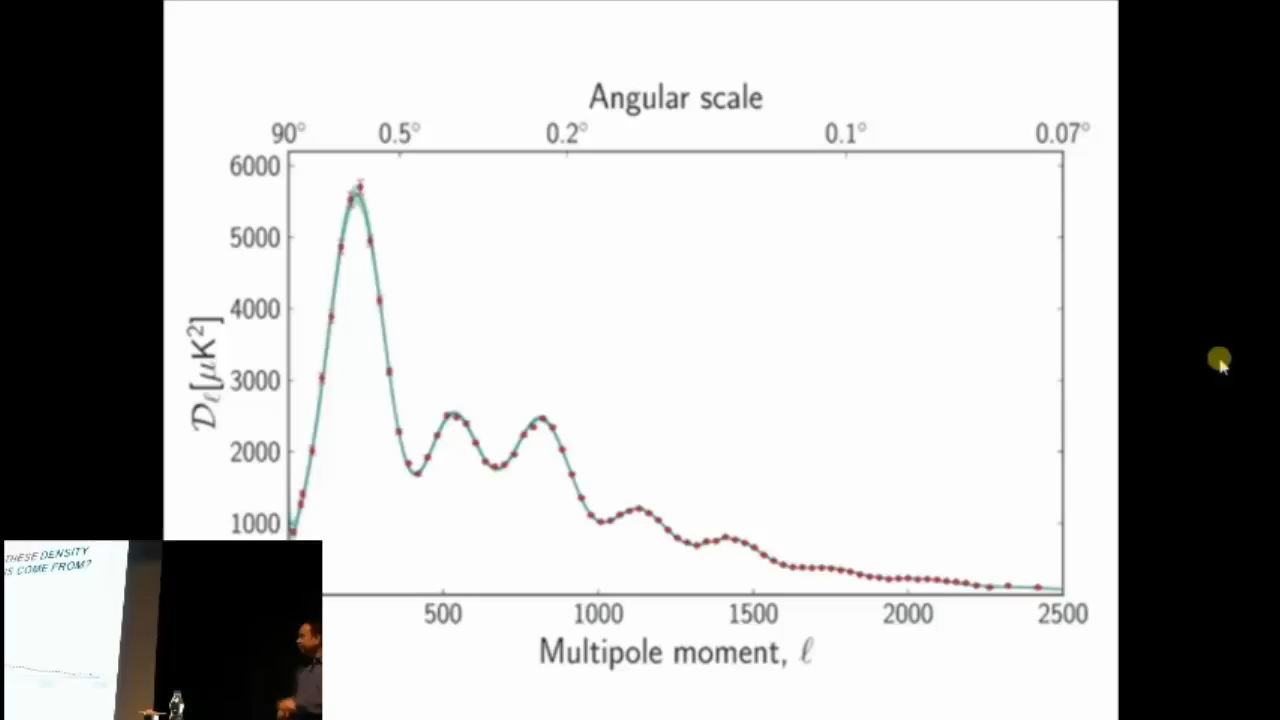 Angular scale
90° 0.5° 0.2° 0.1° 0.07°
6000
5000
4000
3000
2000
1000
𝒟ℓ[μK²]
500 1000 1500 2000 2500
Multipole moment, ℓ
THESE DENSITY
S COME FROM?